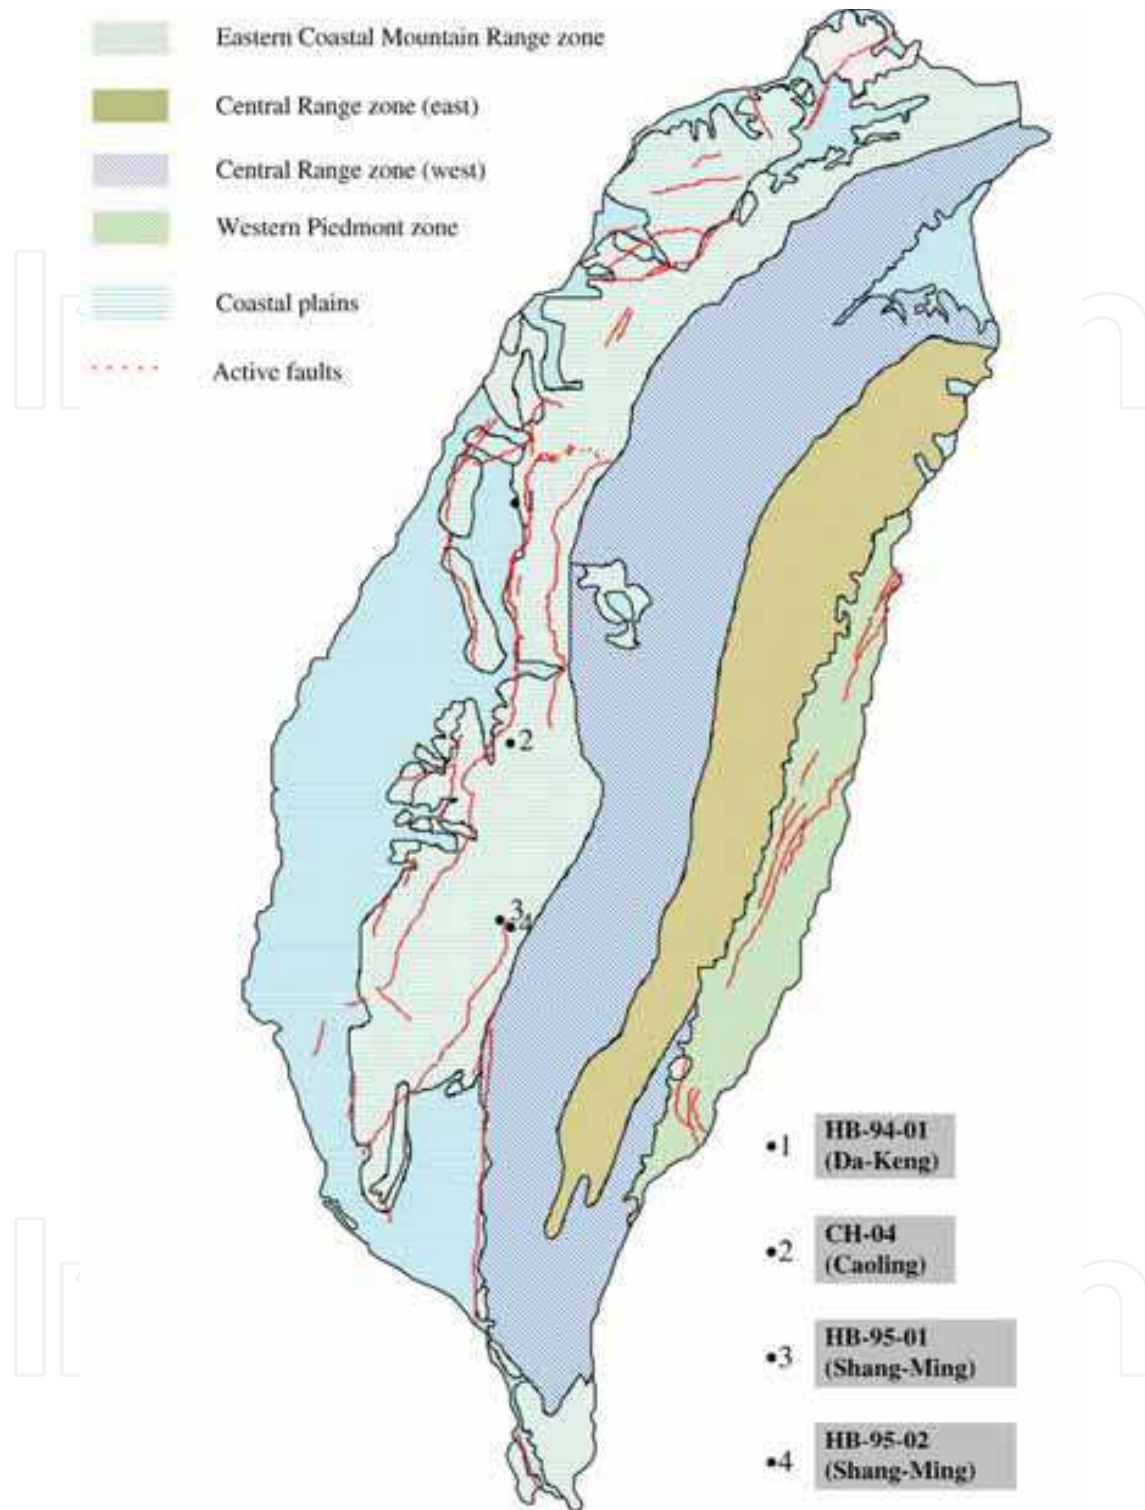 Eastern Coastal Mountain Range zone
Central Range zone (east)
Central Range zone (west)
Western Piedmont zone
Coastal plains
Active faults
2
3
4
1
HB-94-01
(Da-Keng)
2
CH-04
(Caoling)
3
HB-95-01
(Shang-Ming)
4
HB-95-02
(Shang-Ming)